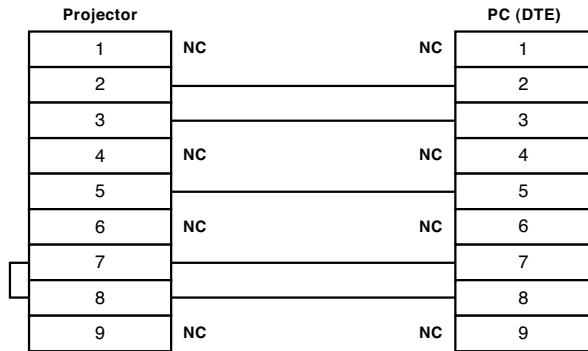 Projector PC (DTE)
1 NC NC 1
2 2
3 3
4 NC NC 4
5 5
6 NC NC 6
7 7
8 8
9 NC NC 9